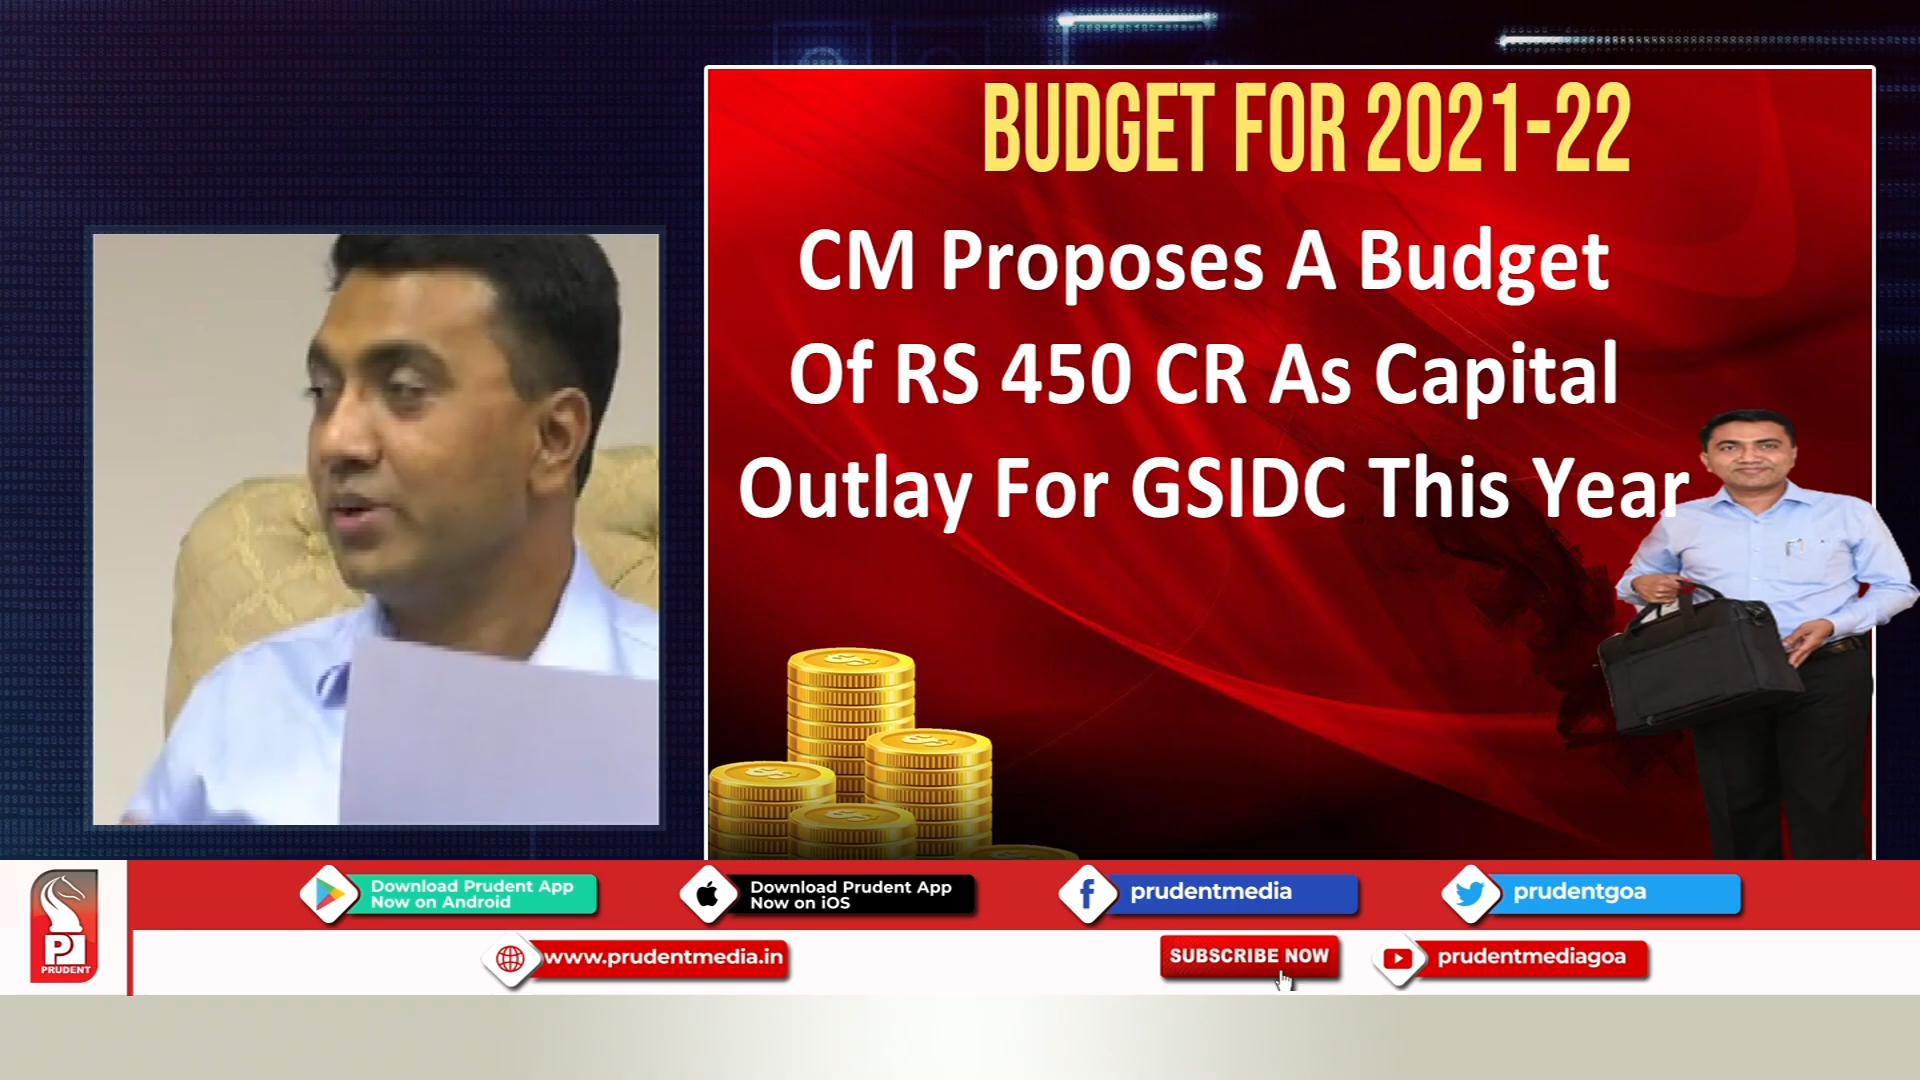 BUDGET FOR 2021-22
CM Proposes A Budget
Of RS 450 CR As Capital
Outlay For GSIDC This Year
Download Prudent App
Now on Android
Download Prudent App
Now on iOS
prudentmedia
prudentgoa
PRUDENT
www.prudentmedia.in
SUBSCRIBE NOW
prudentmediagoa